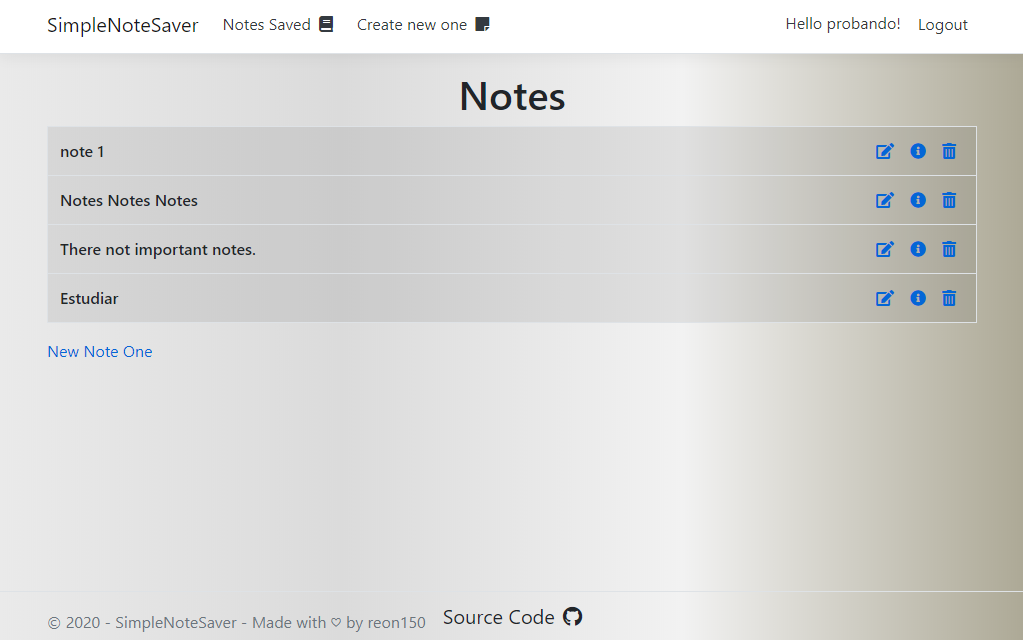 SimpleNoteSaver Notes Saved Create new one Hello probando! Logout
Notes
note 1
Notes Notes Notes
There not important notes.
Estudiar
New Note One
© 2020 - SimpleNoteSaver - Made with ♡ by reon150 Source Code